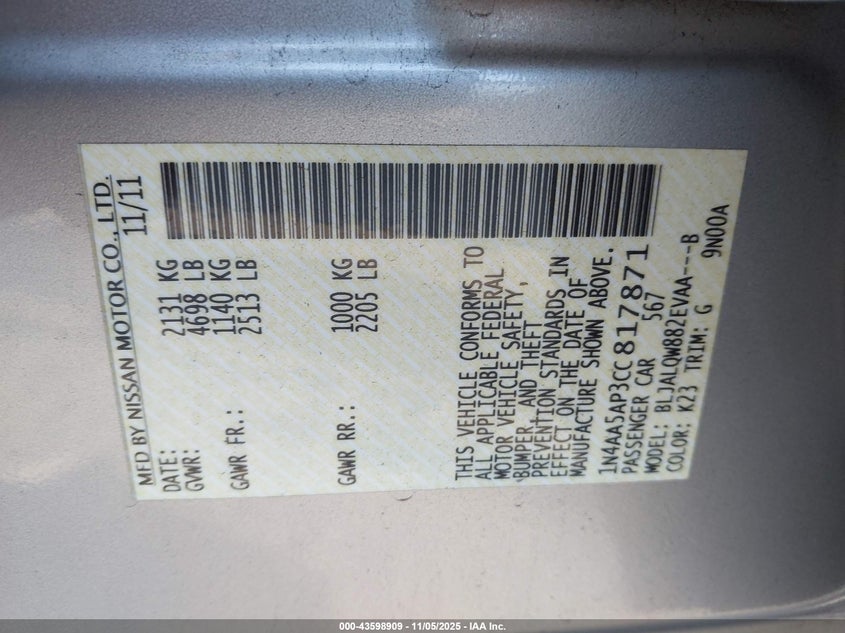 MFD BY NISSAN MOTOR CO., LTD.
DATE: 11/11
GVWR: 2131 KG
4698 LB
GAWR FR.: 1140 KG
2513 LB
GAWR RR.: 1000 KG
2205 LB
THIS VEHICLE CONFORMS TO
ALL APPLICABLE FEDERAL
MOTOR VEHICLE SAFETY,
BUMPER, AND THEFT
PREVENTION STANDARDS IN
EFFECT ON THE DATE OF
MANUFACTURE SHOWN ABOVE.
1N4AA5AP3CC817871
PASSENGER CAR 567
MODEL: BLJALQW882EVAA---B
COLOR: K23 TRIM: G 9N00A
000-43598909 - 11/05/2025 - IAA Inc.